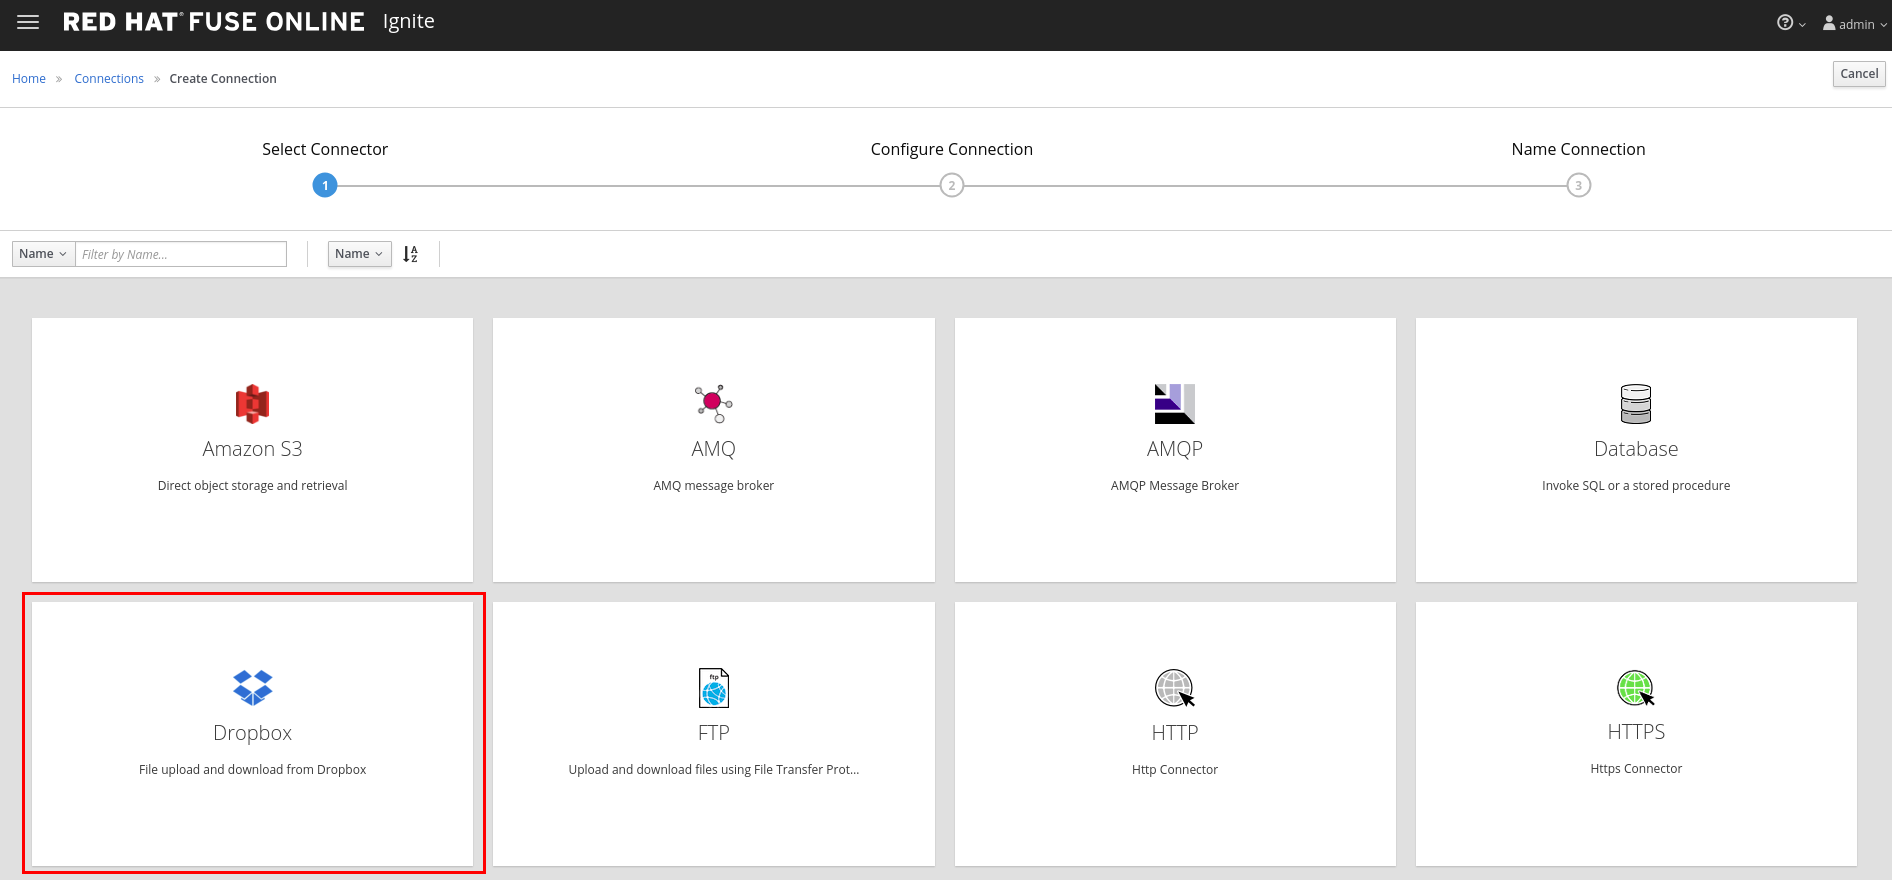 RED HAT® FUSE ONLINE Ignite
admin
Home » Connections » Create Connection
Cancel
Select Connector
Configure Connection
Name Connection
1
2
3
Name
Filter by Name...
Name
A
Z
Amazon S3
Direct object storage and retrieval
AMQ
AMQ message broker
AMQP
AMQP Message Broker
Database
Invoke SQL or a stored procedure
Dropbox
File upload and download from Dropbox
ftp
FTP
Upload and download files using File Transfer Prot...
HTTP
Http Connector
HTTPS
Https Connector